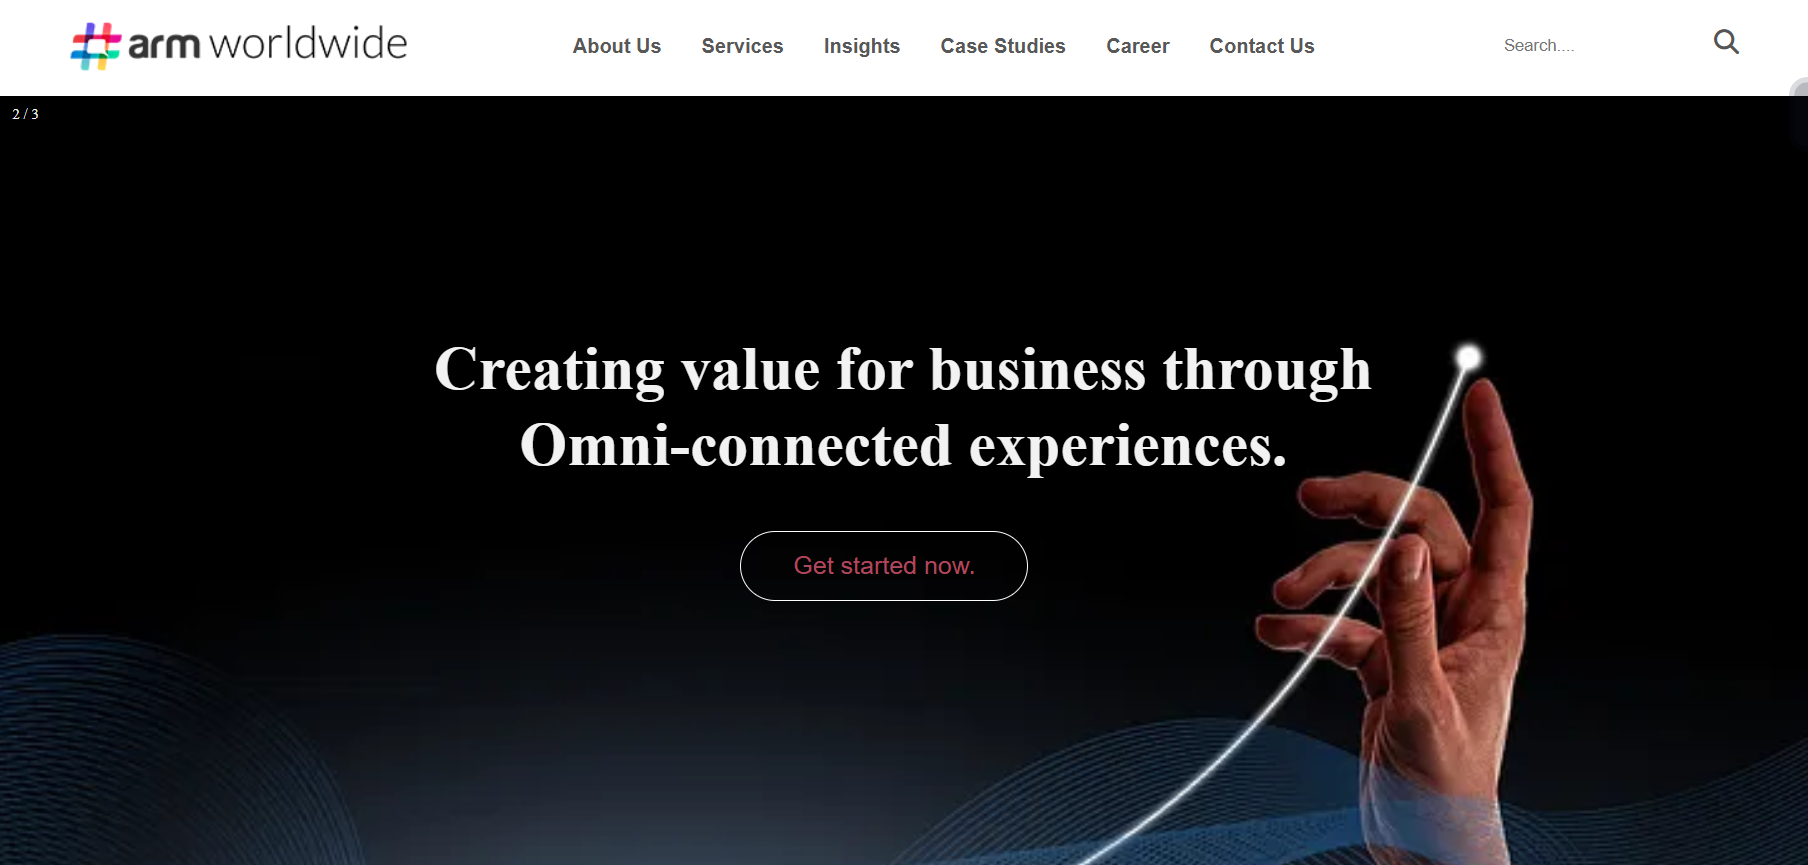 #arm worldwide
About Us Services Insights Case Studies Career Contact Us Search....
2 / 3
Creating value for business through
Omni-connected experiences.
Get started now.